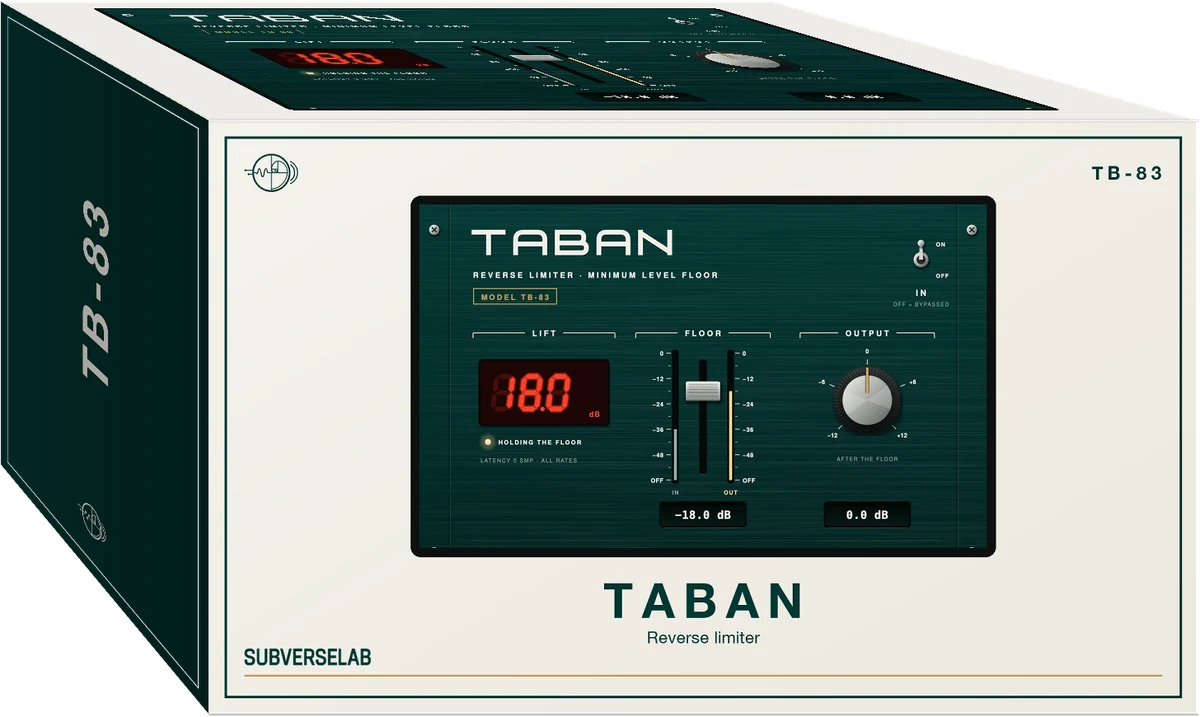 TABAN
18.0
TB-83
TB-83
TABAN
REVERSE LIMITER · MINIMUM LEVEL FLOOR
MODEL TB-83
ON
OFF
IN
OFF = BYPASSED
LIFT
FLOOR
OUTPUT
18.0
dB
HOLDING THE FLOOR
LATENCY 0 SMP · ALL RATES
0
0
-12
-12
-24
-24
-36
-36
-48
-48
OFF
OFF
IN
OUT
−18.0 dB
0
-6
+6
-12
+12
AFTER THE FLOOR
0.0 dB
TABAN
Reverse limiter
SUBVERSELAB